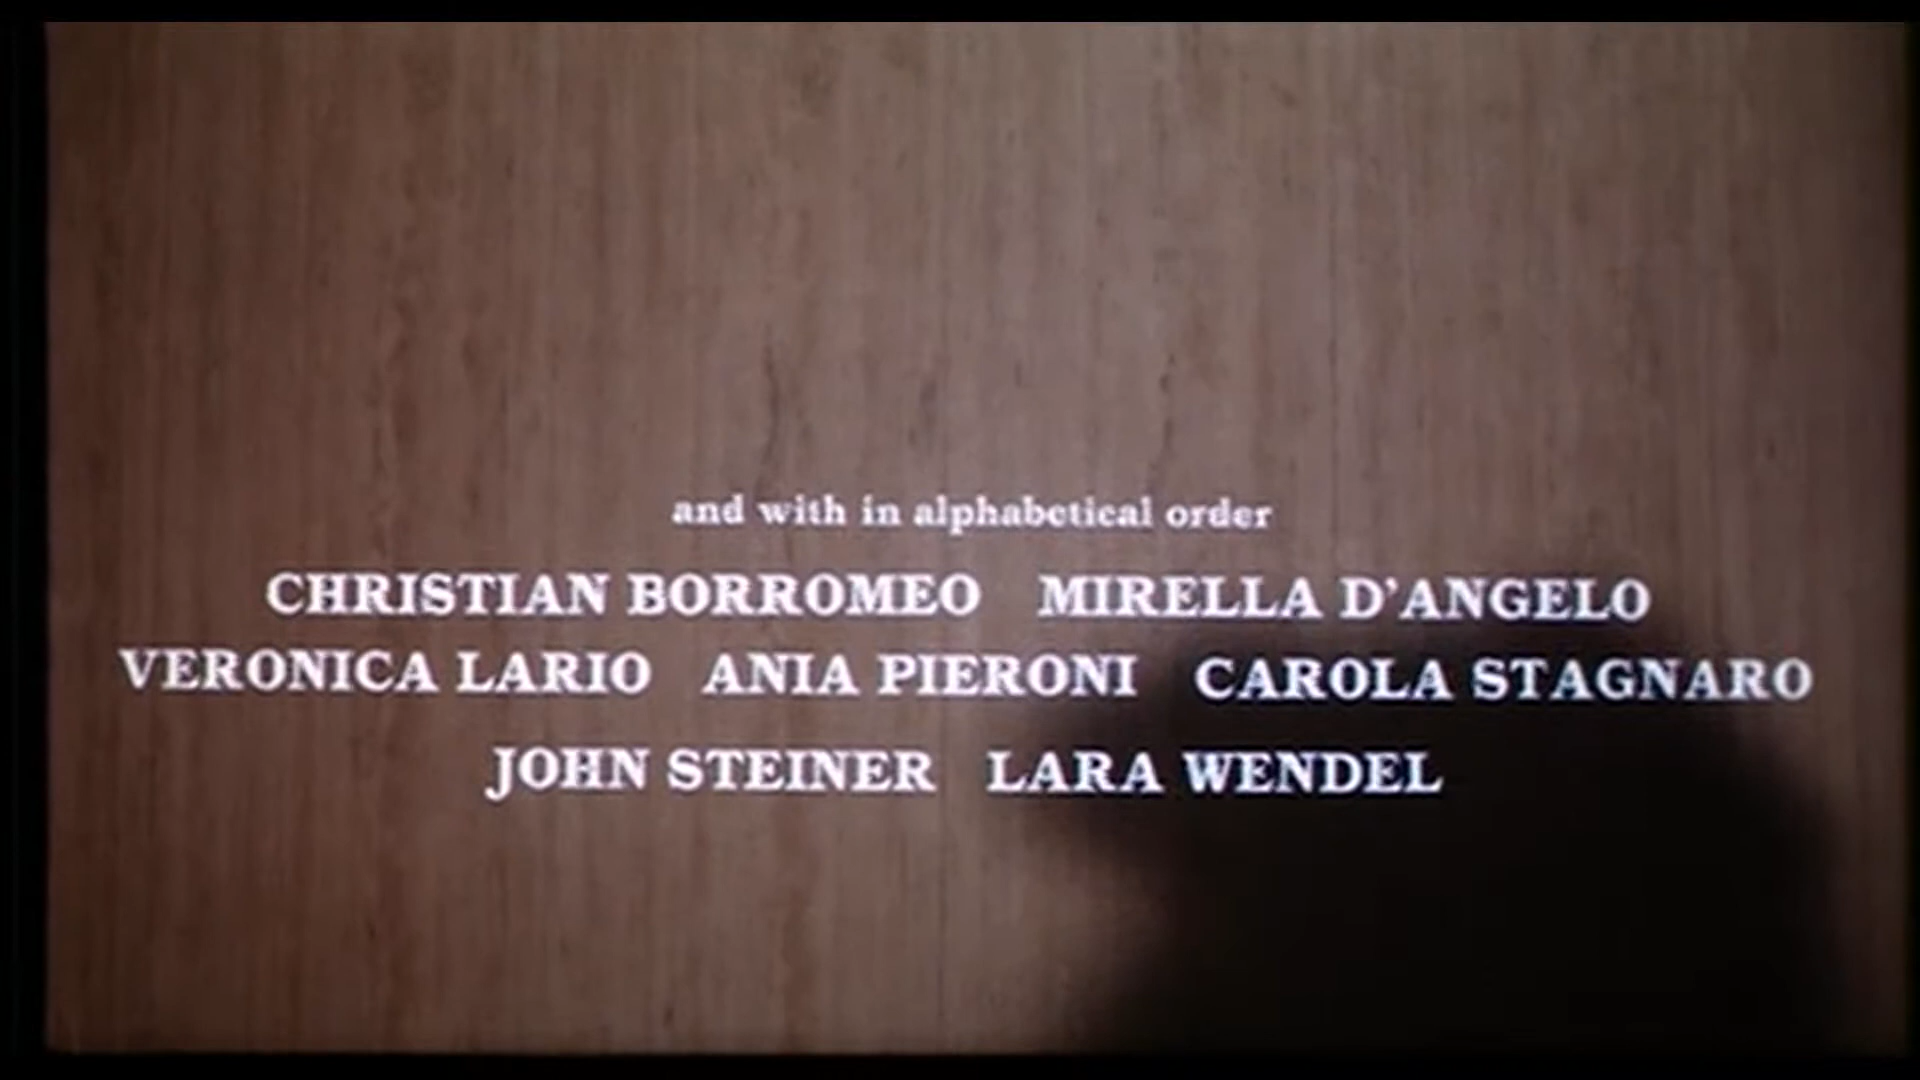 and with in alphabetical order
CHRISTIAN BORROMEO MIRELLA D'ANGELO
VERONICA LARIO ANIA PIERONI CAROLA STAGNARO
JOHN STEINER LARA WENDEL